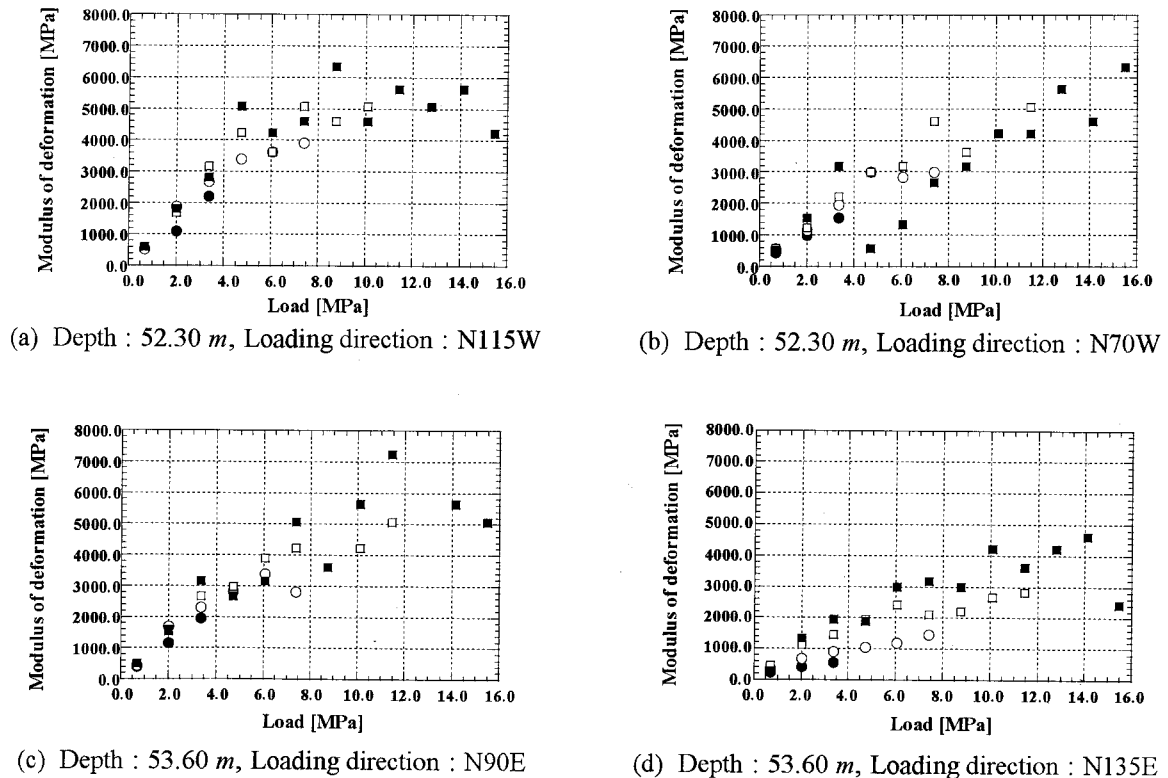 8000.0
7000.0
6000.0
5000.0
4000.0
3000.0
2000.0
1000.0
0.0
Modulus of deformation [MPa]
0.0 2.0 4.0 6.0 8.0 10.0 12.0 14.0 16.0
Load [MPa]
(a) Depth : 52.30 m, Loading direction : N115W
8000.0
7000.0
6000.0
5000.0
4000.0
3000.0
2000.0
1000.0
0.0
Modulus of deformation [MPa]
0.0 2.0 4.0 6.0 8.0 10.0 12.0 14.0 16.0
Load [MPa]
(b) Depth : 52.30 m, Loading direction : N70W
8000.0
7000.0
6000.0
5000.0
4000.0
3000.0
2000.0
1000.0
0.0
Modulus of deformation [MPa]
0.0 2.0 4.0 6.0 8.0 10.0 12.0 14.0 16.0
Load [MPa]
(c) Depth : 53.60 m, Loading direction : N90E
8000.0
7000.0
6000.0
5000.0
4000.0
3000.0
2000.0
1000.0
0.0
Modulus of deformation [MPa]
0.0 2.0 4.0 6.0 8.0 10.0 12.0 14.0 16.0
Load [MPa]
(d) Depth : 53.60 m, Loading direction : N135E